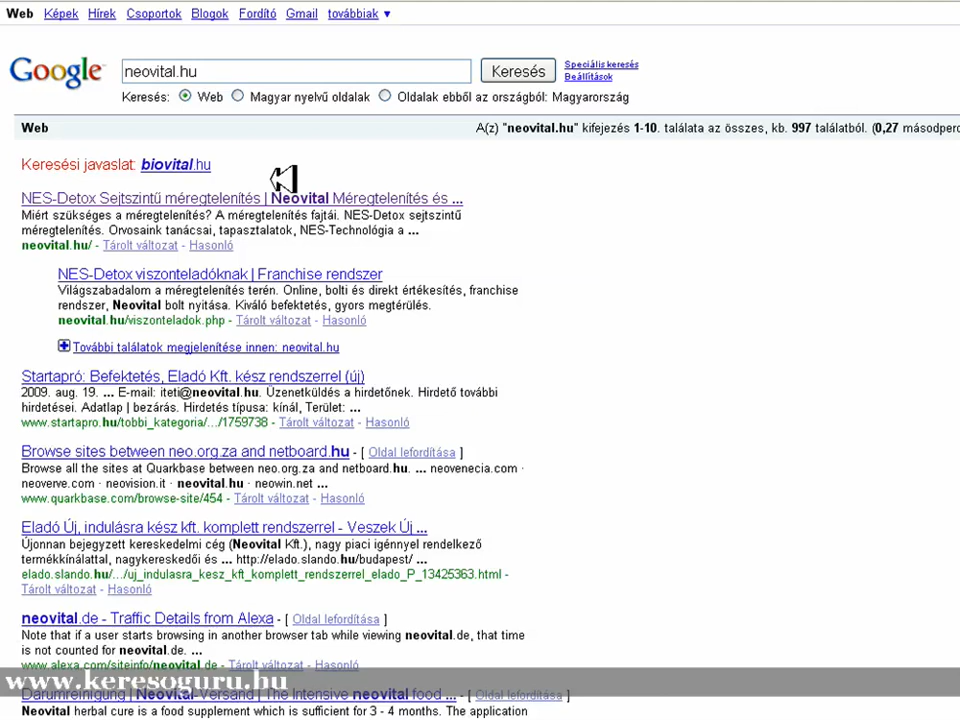 Web Képek Hírek Csoportok Blogok Fordító Gmail továbbiak ▼
Google neovital.hu Keresés Speciális keresés
Beállítások
Keresés: Web Magyar nyelvű oldalak Oldalak ebből az országból: Magyarország
Web A(z) "neovital.hu" kifejezés 1-10. találata az összes, kb. 997 találatból. (0,27 másodperc
Keresési javaslat: biovital.hu
NES-Detox Sejtszintű méregtelenítés | Neovital Méregtelenítés és ...
Miért szükséges a méregtelenítés? A méregtelenítés fajtái. NES-Detox sejtszintű
méregtelenítés. Orvosaink tanácsai, tapasztalatok, NES-Technológia a ...
neovital.hu/ - Tárolt változat - Hasonló
NES-Detox viszonteladóknak | Franchise rendszer
Világszabadalom a méregtelenítés terén. Online, bolti és direkt értékesítés, franchise
rendszer, Neovital bolt nyitása. Kiváló befektetés, gyors megtérülés.
neovital.hu/viszonteladok.php - Tárolt változat - Hasonló
További találatok megjelenítése innen: neovital.hu
Startapró: Befektetés, Eladó Kft. kész rendszerrel (új)
2009. aug. 19. ... E-mail: iteti@neovital.hu. Üzenetküldés a hirdetőnek. Hirdető további
hirdetései. Adatlap | bezárás. Hirdetés típusa: kínál, Terület: ...
www.startapro.hu/tobbi_kategoria/.../1759738 - Tárolt változat - Hasonló
Browse sites between neo.org.za and netboard.hu - [ Oldal lefordítása ]
Browse all the sites at Quarkbase between neo.org.za and netboard.hu. ... neovenecia.com ·
neoverve.com · neovision.it · neovital.hu · neowin.net ...
www.quarkbase.com/browse-site/454 - Tárolt változat - Hasonló
Eladó Új, indulásra kész kft. komplett rendszerrel - Veszek Új ...
Újonnan bejegyzett kereskedelmi cég (Neovital Kft.), nagy piaci igénnyel rendelkező
termékkínálattal, nagykereskedői és ... http://elado.slando.hu/budapest/ ...
elado.slando.hu/.../uj_indulasra_kesz_kft_komplett_rendszerrel_elado_P_13425363.html -
Tárolt változat - Hasonló
neovital.de - Traffic Details from Alexa - [ Oldal lefordítása ]
Note that if a user starts browsing in another browser tab while viewing neovital.de, that time
is not counted for neovital.de. ...
www.alexa.com/siteinfo/neovital.de - Tárolt változat - Hasonló
www.keresoguru.hu
Darumreinigung | Neovital-Versand | The Intensive neovital food ... - [ Oldal lefordítása ]
Neovital herbal cure is a food supplement which is sufficient for 3 - 4 months. The application